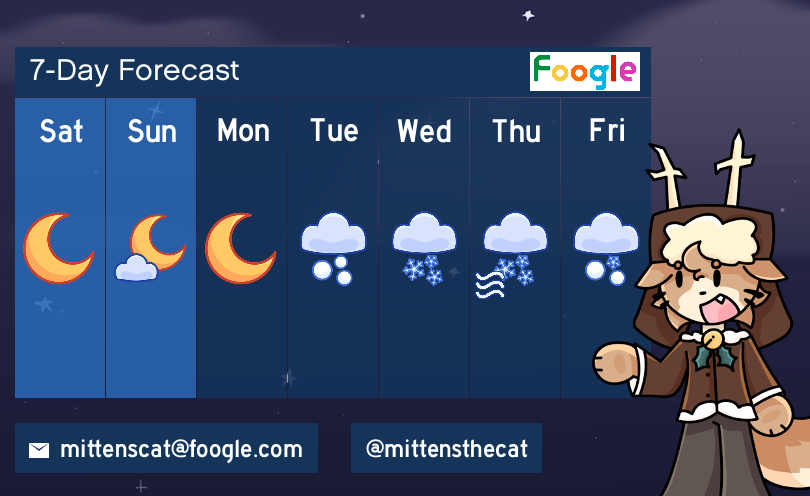 7-Day Forecast
Foogle
Sat Sun Mon Tue Wed Thu Fri
mittenscat@foogle.com
@mittensthecat